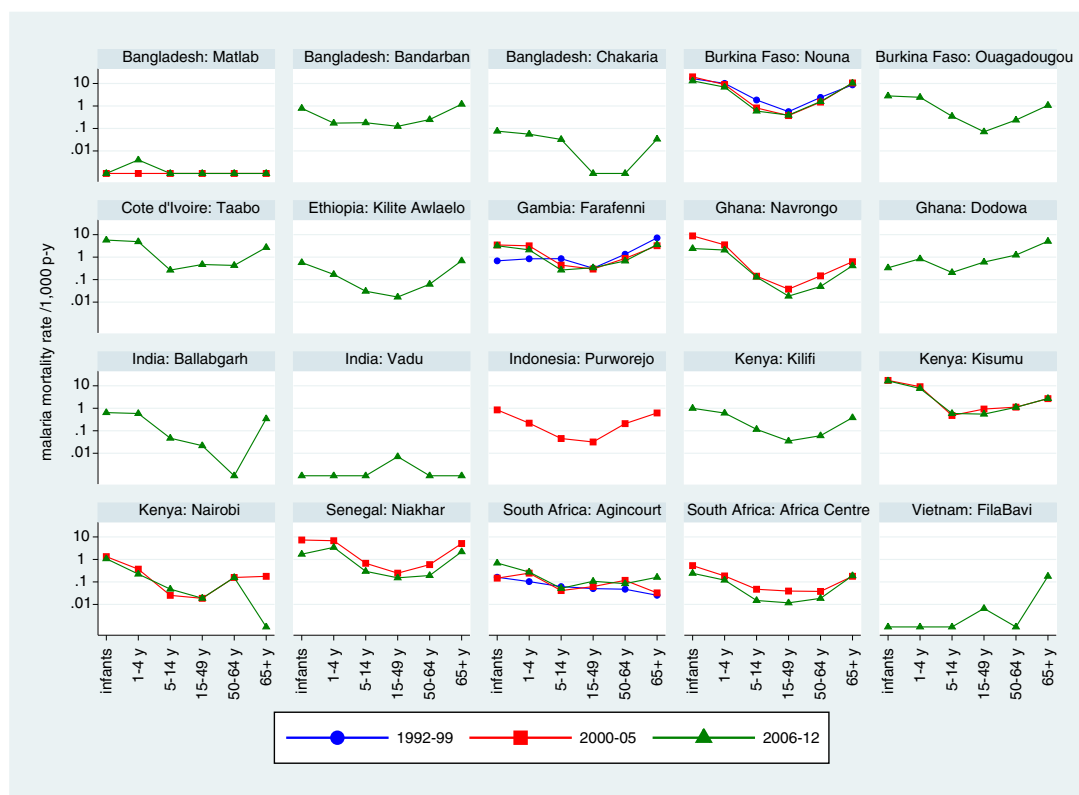 Bangladesh: Matlab
Bangladesh: Bandarban
Bangladesh: Chakaria
Burkina Faso: Nouna
Burkina Faso: Ouagadougou
10
1
.1
.01
Cote d'Ivoire: Taabo
Ethiopia: Kilite Awlaelo
Gambia: Farafenni
Ghana: Navrongo
Ghana: Dodowa
10
1
.1
.01
malaria mortality rate /1,000 p-y
India: Ballabgarh
India: Vadu
Indonesia: Purworejo
Kenya: Kilifi
Kenya: Kisumu
10
1
.1
.01
Kenya: Nairobi
Senegal: Niakhar
South Africa: Agincourt
South Africa: Africa Centre
Vietnam: FilaBavi
10
1
.1
.01
infants
1-4 y
5-14 y
15-49 y
50-64 y
65+ y
infants
1-4 y
5-14 y
15-49 y
50-64 y
65+ y
infants
1-4 y
5-14 y
15-49 y
50-64 y
65+ y
infants
1-4 y
5-14 y
15-49 y
50-64 y
65+ y
infants
1-4 y
5-14 y
15-49 y
50-64 y
65+ y
1992-99
2000-05
2006-12